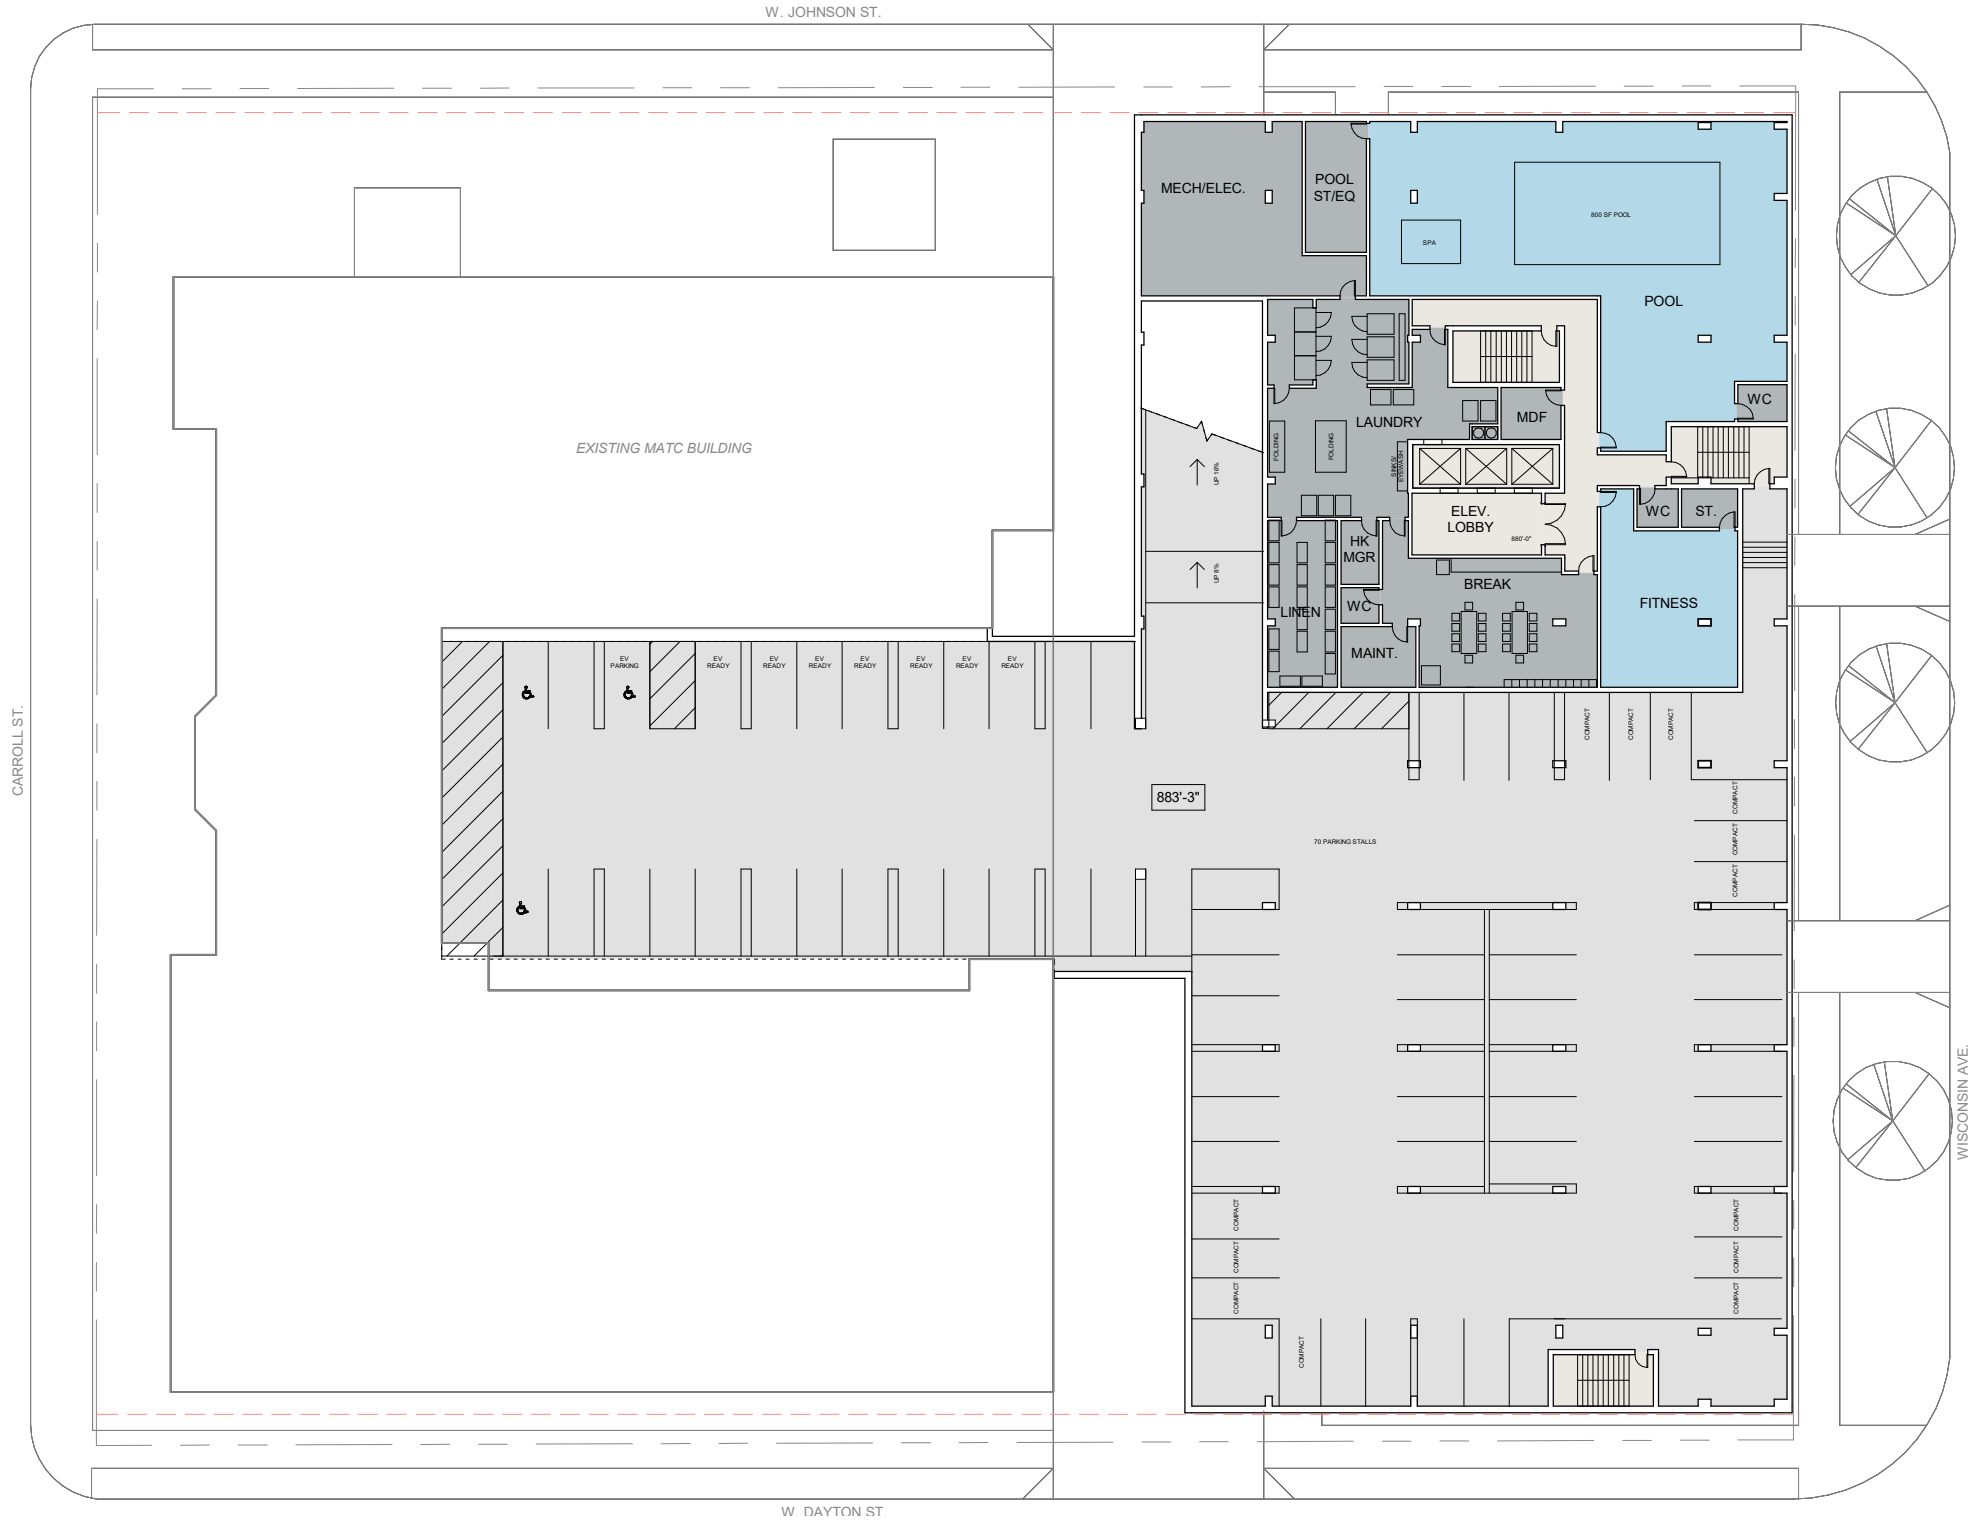 W. JOHNSON ST.
MECH/ELEC.
POOL
ST/EQ
800 SF POOL
SPA
POOL
WC
LAUNDRY
MDF
FOLDING
FOLDING
SINKS/
EYEWASH
EXISTING MATC BUILDING
UP 16%
UP 8%
ELEV.
LOBBY
880'-0"
WC
ST.
HK
MGR
BREAK
LINEN
WC
FITNESS
MAINT.
EV
PARKING
EV
READY
EV
READY
EV
READY
EV
READY
EV
READY
EV
READY
EV
READY
COMPACT
COMPACT
COMPACT
CARROLL ST.
883'-3"
70 PARKING STALLS
COMPACT
COMPACT
COMPACT
WISCONSIN AVE.
COMPACT
COMPACT
COMPACT
COMPACT
COMPACT
COMPACT
COMPACT
W. DAYTON ST.